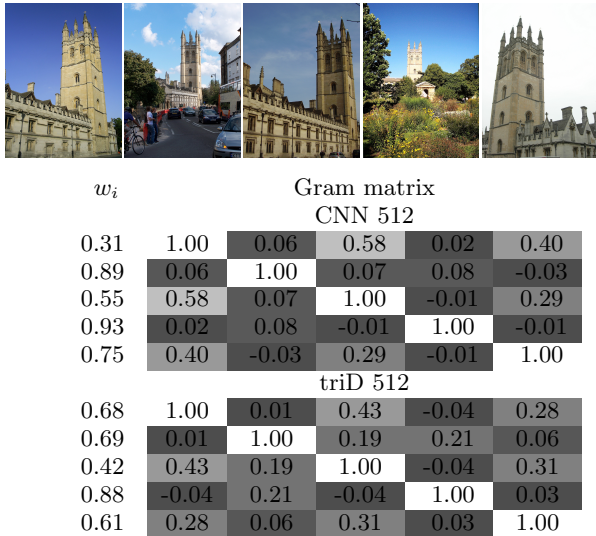 w_i Gram matrix
CNN 512
0.31 1.00 0.06 0.58 0.02 0.40
0.89 0.06 1.00 0.07 0.08 -0.03
0.55 0.58 0.07 1.00 -0.01 0.29
0.93 0.02 0.08 -0.01 1.00 -0.01
0.75 0.40 -0.03 0.29 -0.01 1.00
triD 512
0.68 1.00 0.01 0.43 -0.04 0.28
0.69 0.01 1.00 0.19 0.21 0.06
0.42 0.43 0.19 1.00 -0.04 0.31
0.88 -0.04 0.21 -0.04 1.00 0.03
0.61 0.28 0.06 0.31 0.03 1.00